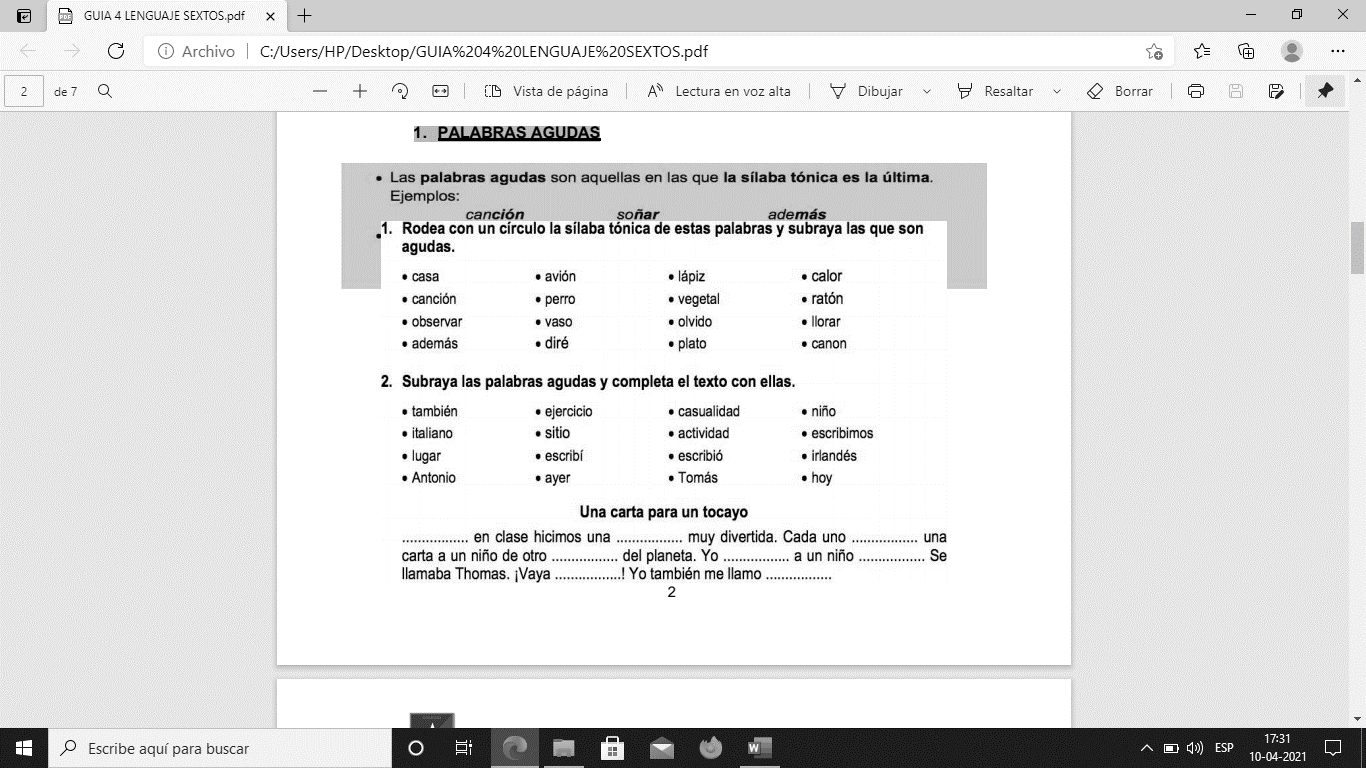 GUIA 4 LENGUAJE SEXTOS.pdf
Archivo C:/Users/HP/Desktop/GUIA%204%20LENGUAJE%20SEXTOS.pdf
2 de 7 Vista de página Lectura en voz alta Dibujar Resaltar Borrar
1. PALABRAS AGUDAS
• Las palabras agudas son aquellas en las que la sílaba tónica es la última.
Ejemplos:
canción soñar además
1. Rodea con un círculo la sílaba tónica de estas palabras y subraya las que son
agudas.
• casa • avión • lápiz • calor
• canción • perro • vegetal • ratón
• observar • vaso • olvido • llorar
• además • diré • plato • canon
2. Subraya las palabras agudas y completa el texto con ellas.
• también • ejercicio • casualidad • niño
• italiano • sitio • actividad • escribimos
• lugar • escribí • escribió • irlandés
• Antonio • ayer • Tomás • hoy
Una carta para un tocayo
................. en clase hicimos una ................. muy divertida. Cada uno ................. una
carta a un niño de otro ................. del planeta. Yo ................. a un niño ................. Se
llamaba Thomas. ¡Vaya .................! Yo también me llamo .................
2
Escribe aquí para buscar
ESP
17:31
10-04-2021